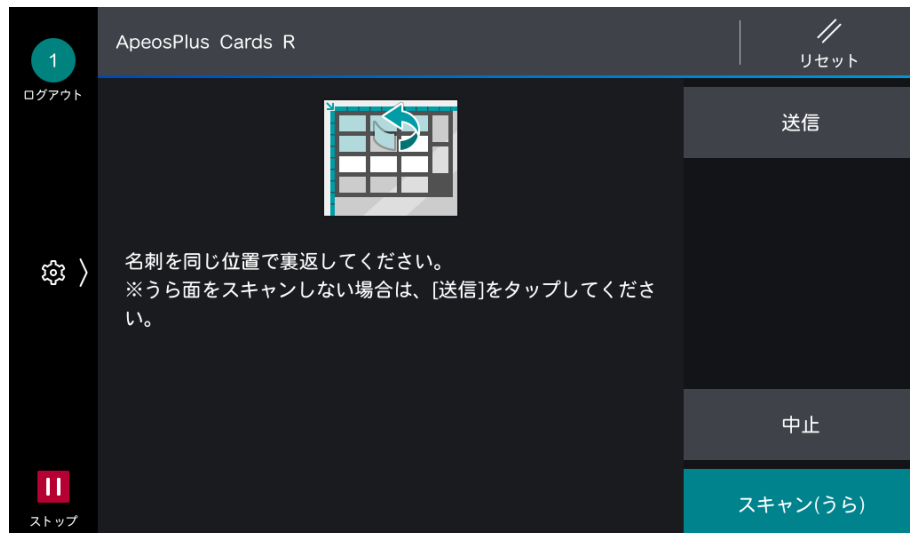 1
ログアウト
ApeosPlus Cards R
リセット
送信
名刺を同じ位置で裏返してください。
※うら面をスキャンしない場合は、[送信]をタップしてくださ
い。
中止
スキャン(うら)
ストップ